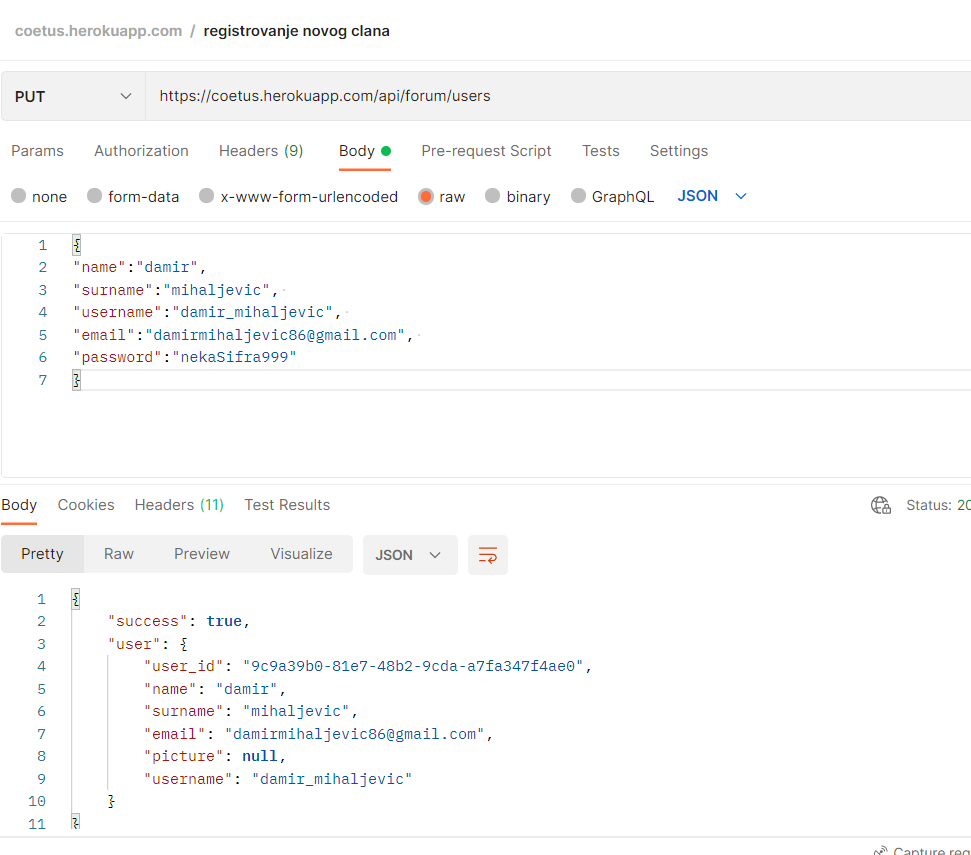 coetus.herokuapp.com / registrovanje novog clana
PUT https://coetus.herokuapp.com/api/forum/users
Params Authorization Headers (9) Body Pre-request Script Tests Settings
none form-data x-www-form-urlencoded raw binary GraphQL JSON
1 {
2 "name":"damir",
3 "surname":"mihaljevic",
4 "username":"damir_mihaljevic",
5 "email":"damirmihaljevic86@gmail.com",
6 "password":"nekaSifra999"
7 }
Body Cookies Headers (11) Test Results Status: 20
Pretty Raw Preview Visualize JSON
1 {
2 "success": true,
3 "user": {
4 "user_id": "9c9a39b0-81e7-48b2-9cda-a7fa347f4ae0",
5 "name": "damir",
6 "surname": "mihaljevic",
7 "email": "damirmihaljevic86@gmail.com",
8 "picture": null,
9 "username": "damir_mihaljevic"
10 }
11 }
Capture req